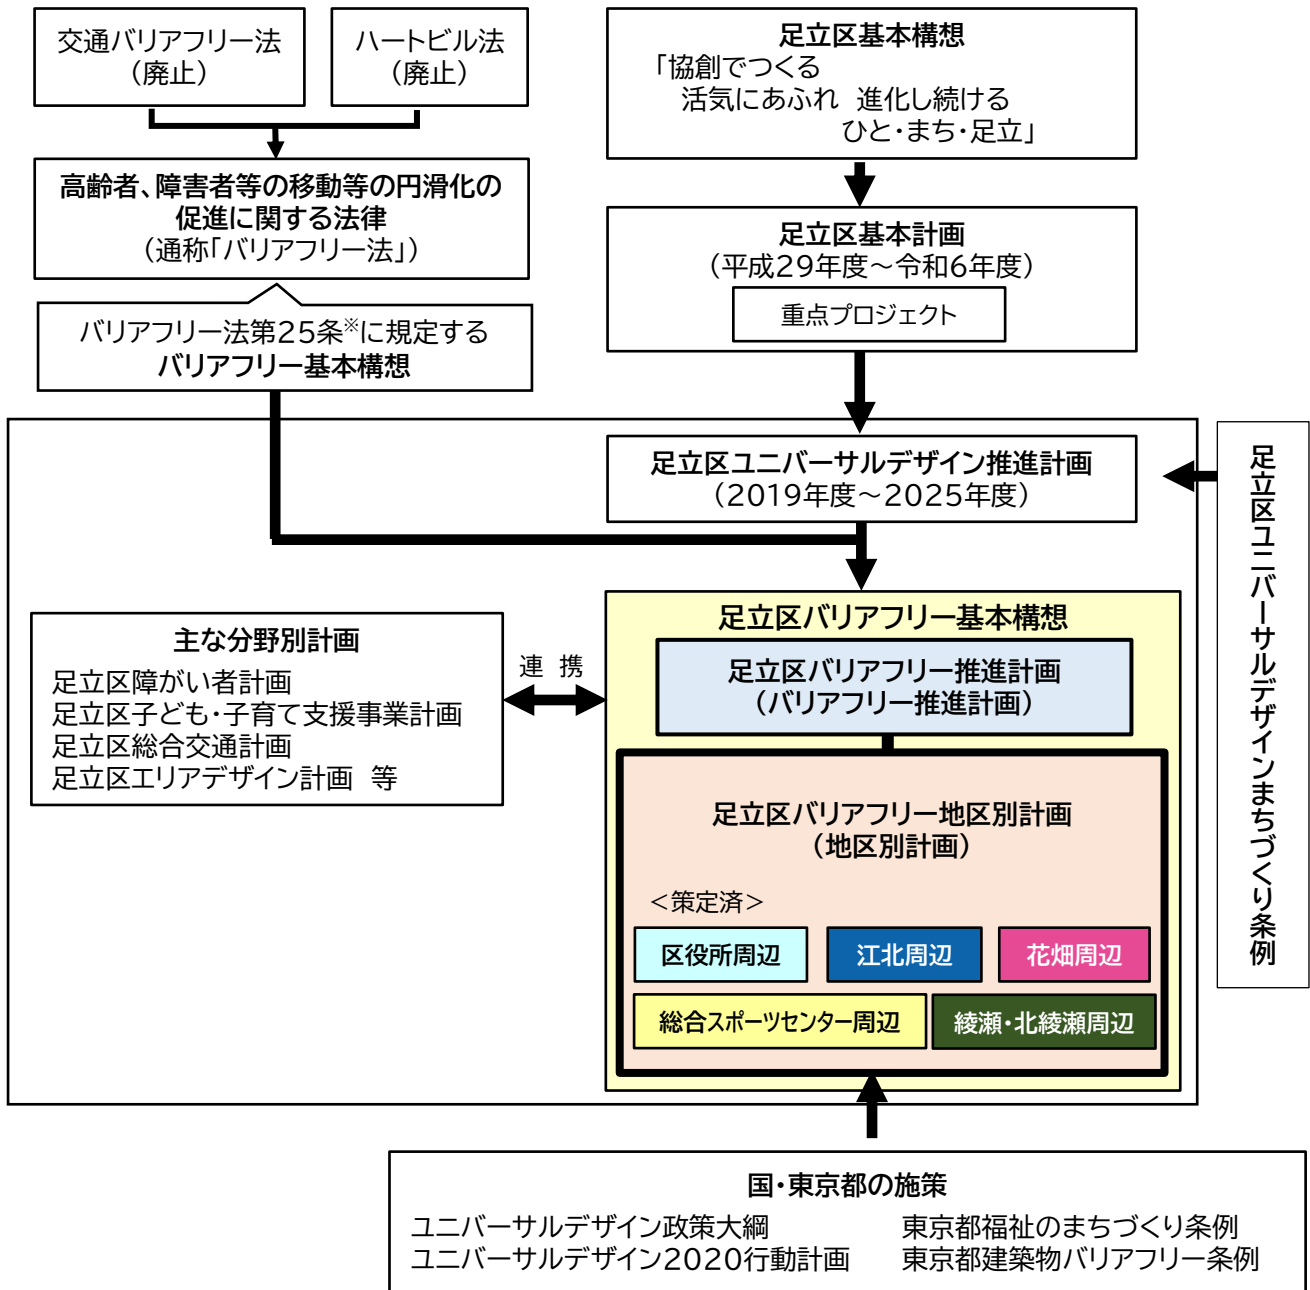 交通バリアフリー法
（廃止）
ハートビル法
（廃止）
高齢者、障害者等の移動等の円滑化の
促進に関する法律
（通称「バリアフリー法」）
バリアフリー法第25条※に規定する
バリアフリー基本構想
足立区基本構想
「協創でつくる
活気にあふれ 進化し続ける
ひと・まち・足立」
足立区基本計画
（平成29年度～令和6年度）
重点プロジェクト
足立区ユニバーサルデザイン推進計画
（2019年度～2025年度）
足立区ユニバーサルデザインまちづくり条例
主な分野別計画
足立区障がい者計画
足立区子ども・子育て支援事業計画
足立区総合交通計画
足立区エリアデザイン計画 等
連 携
足立区バリアフリー基本構想
足立区バリアフリー推進計画
（バリアフリー推進計画）
足立区バリアフリー地区別計画
（地区別計画）
＜策定済＞
区役所周辺
江北周辺
花畑周辺
総合スポーツセンター周辺
綾瀬・北綾瀬周辺
国・東京都の施策
ユニバーサルデザイン政策大綱
ユニバーサルデザイン2020行動計画
東京都福祉のまちづくり条例
東京都建築物バリアフリー条例